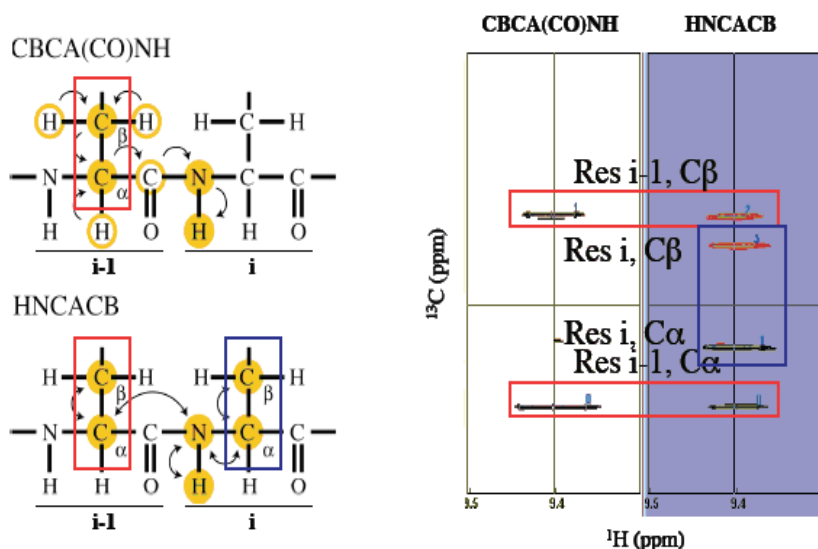 CBCA(CO)NH
H C H H C H
β
N C C N C C
α
H H O H H O
i-1 i
HNCACB
H C H H C H
β β
N C C N C C
α α
H H O H H O
i-1 i
CBCA(CO)NH HNCACB
Res i-1, Cβ
Res i, Cβ
Res i, Cα
Res i-1, Cα
¹³C (ppm)
9.5 9.4 9.5 9.4
¹H (ppm)